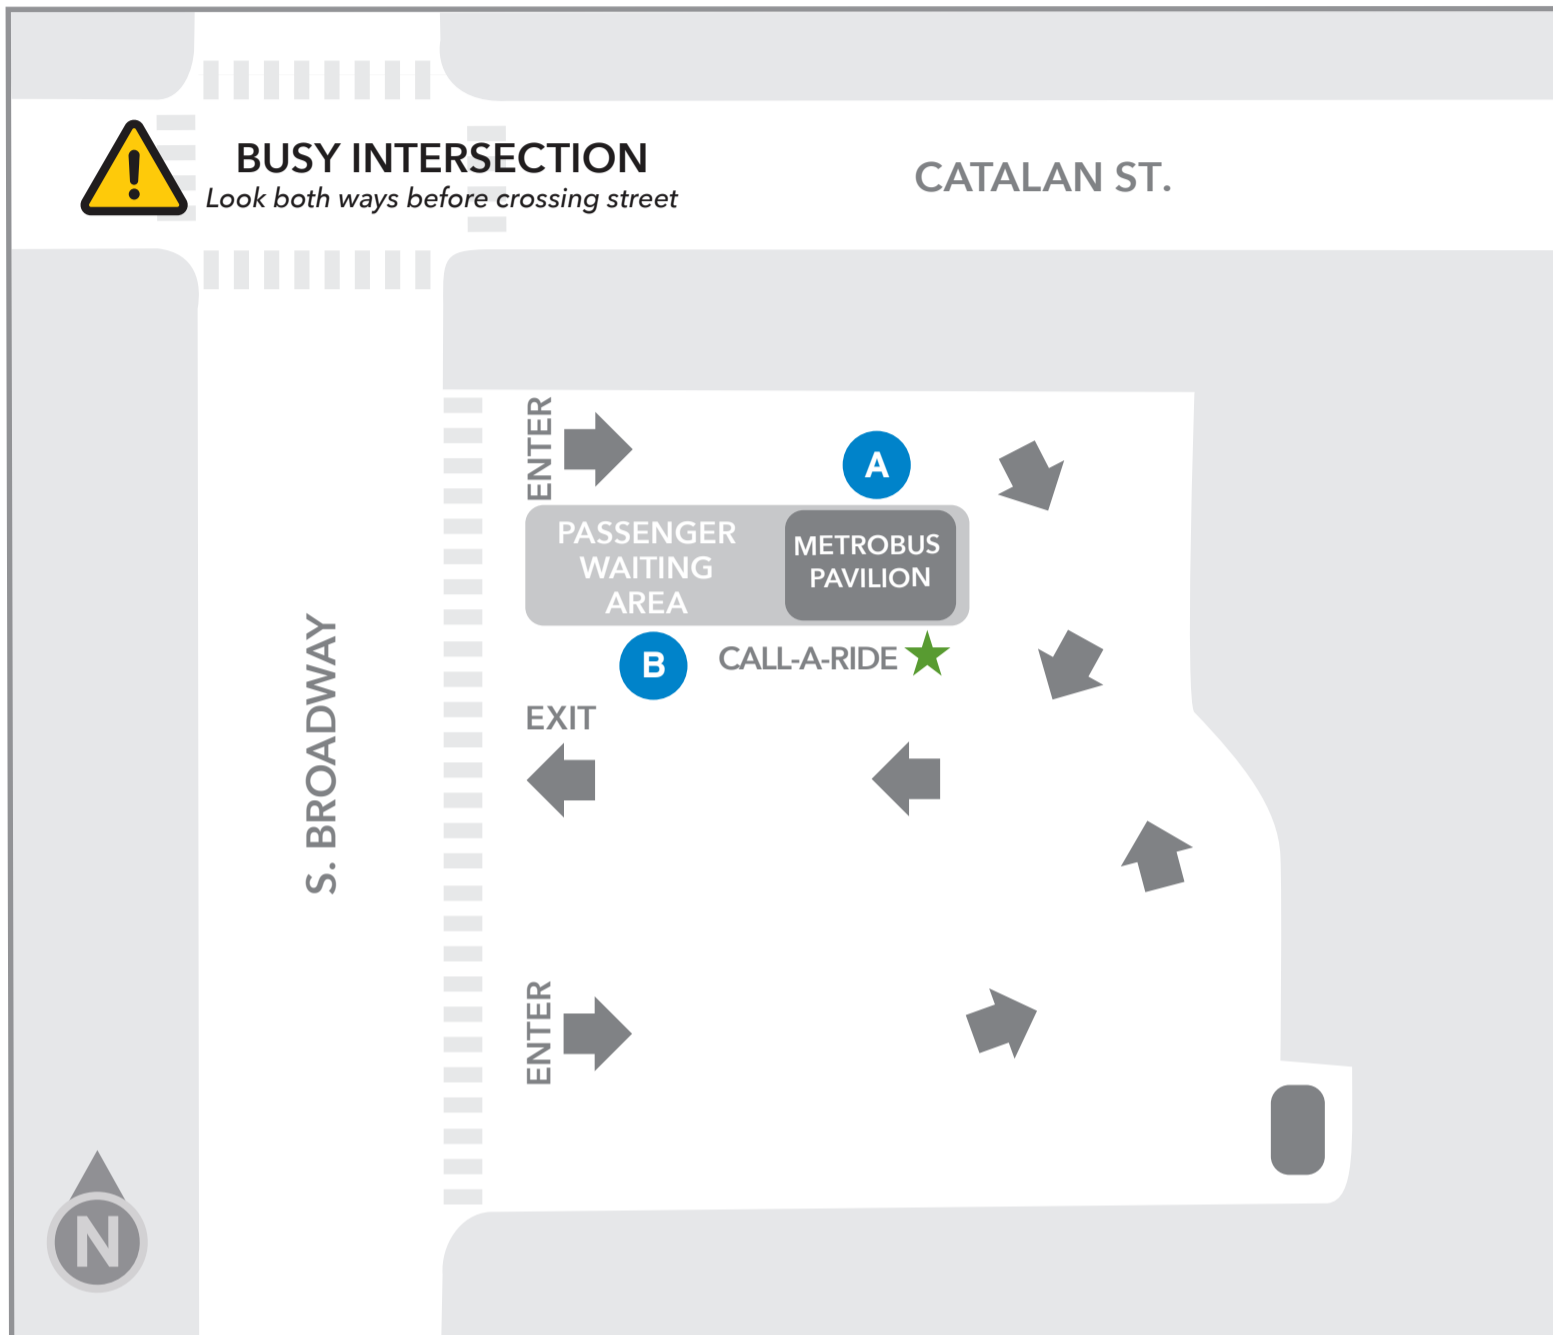 BUSY INTERSECTION
Look both ways before crossing street
CATALAN ST.
ENTER
A
PASSENGER
WAITING
AREA
METROBUS
PAVILION
B
CALL-A-RIDE
EXIT
S. BROADWAY
ENTER
N